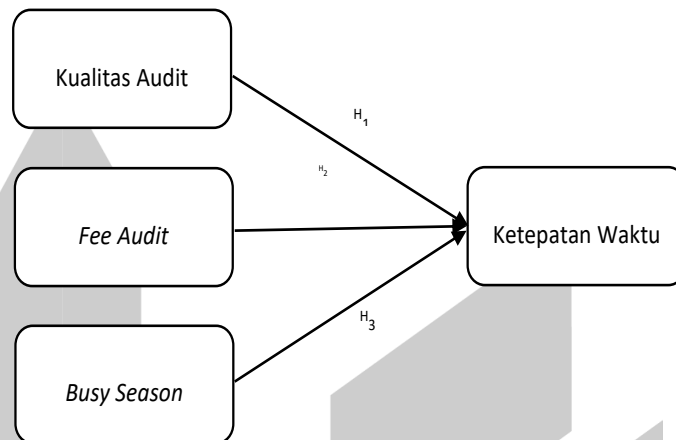 Kualitas Audit
H₁
H₂
Fee Audit
Ketepatan Waktu
H₃
Busy Season